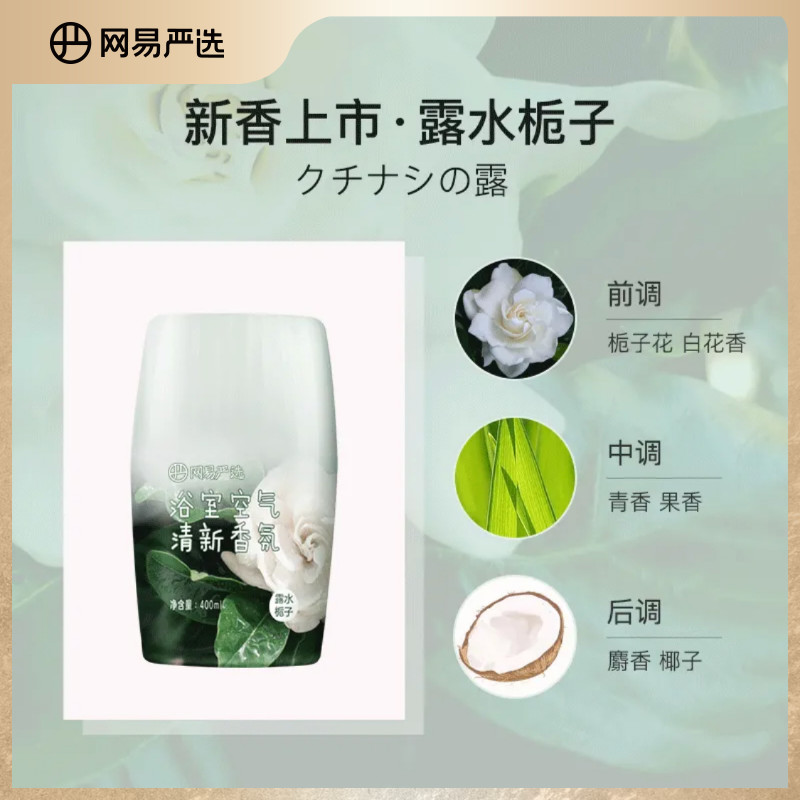 网易严选
新香上市·露水栀子
クチナシの露
网易严选
浴室空气
清新香氛
净含量:400mL
露水
栀子
前调
栀子花 白花香
中调
青香 果香
后调
麝香 椰子